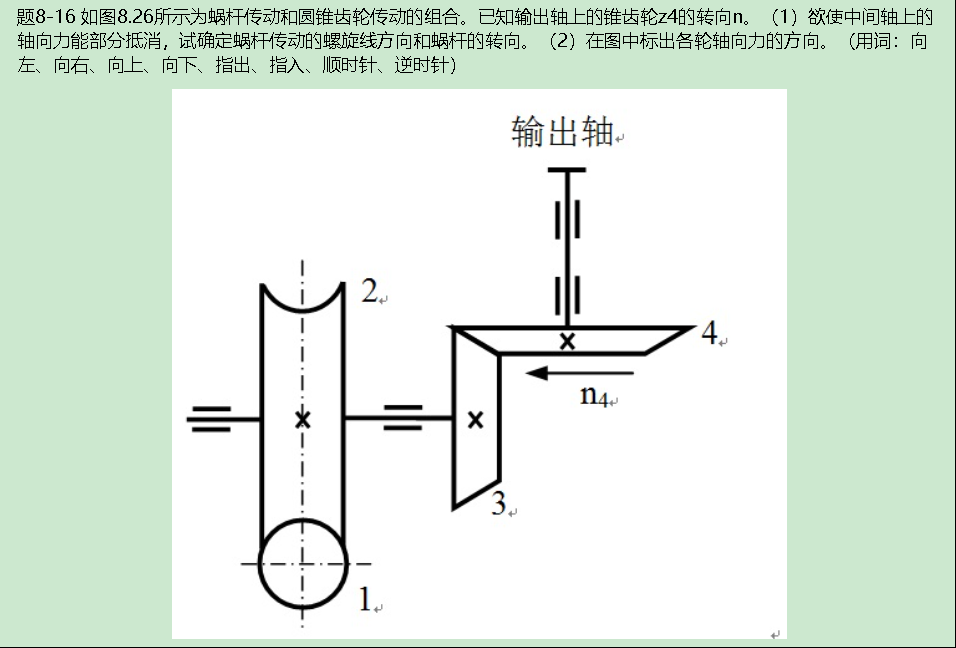 题8-16 如图8.26所示为蜗杆传动和圆锥齿轮传动的组合。已知输出轴上的锥齿轮z4的转向n。（1）欲使中间轴上的
轴向力能部分抵消，试确定蜗杆传动的螺旋线方向和蜗杆的转向。（2）在图中标出各轮轴向力的方向。（用词：向
左、向右、向上、向下、指出、指入、顺时针、逆时针）
输出轴
2
4
n4
3
1